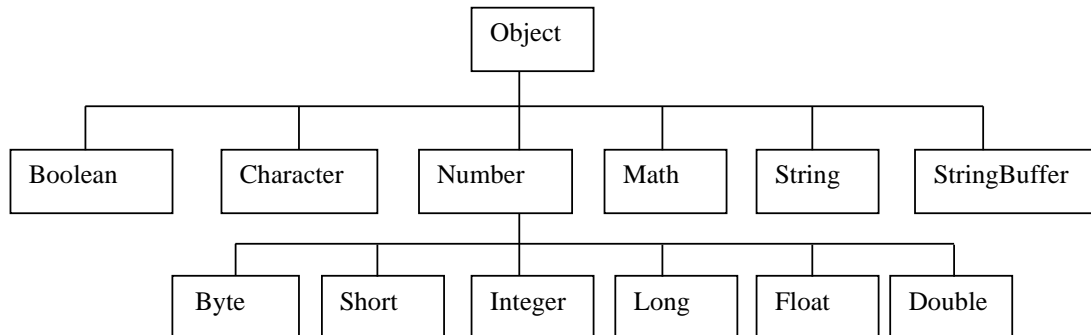 Object
Boolean Character Number Math String StringBuffer
Byte Short Integer Long Float Double